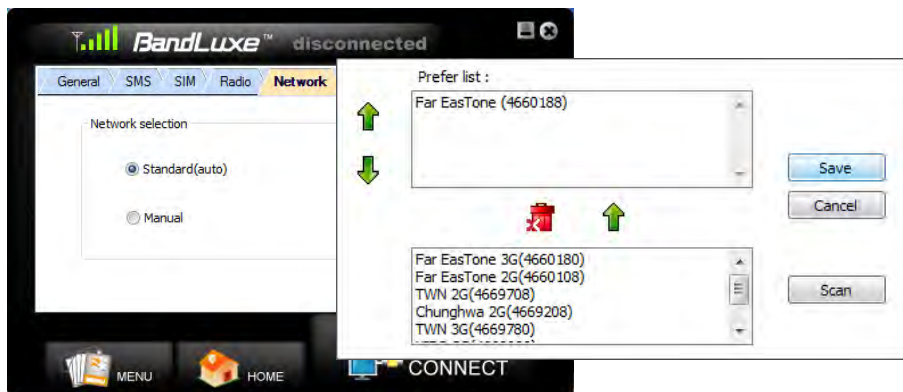 BandLuxe™ disconnected
General SMS SIM Radio Network
Network selection
Standard(auto)
Manual
Prefer list :
Far EasTone (4660188)
Save
Cancel
Far EasTone 3G(4660180)
Far EasTone 2G(4660108)
TWN 2G(4669708)
Chunghwa 2G(4669208)
TWN 3G(4669780)
Scan
MENU HOME CONNECT